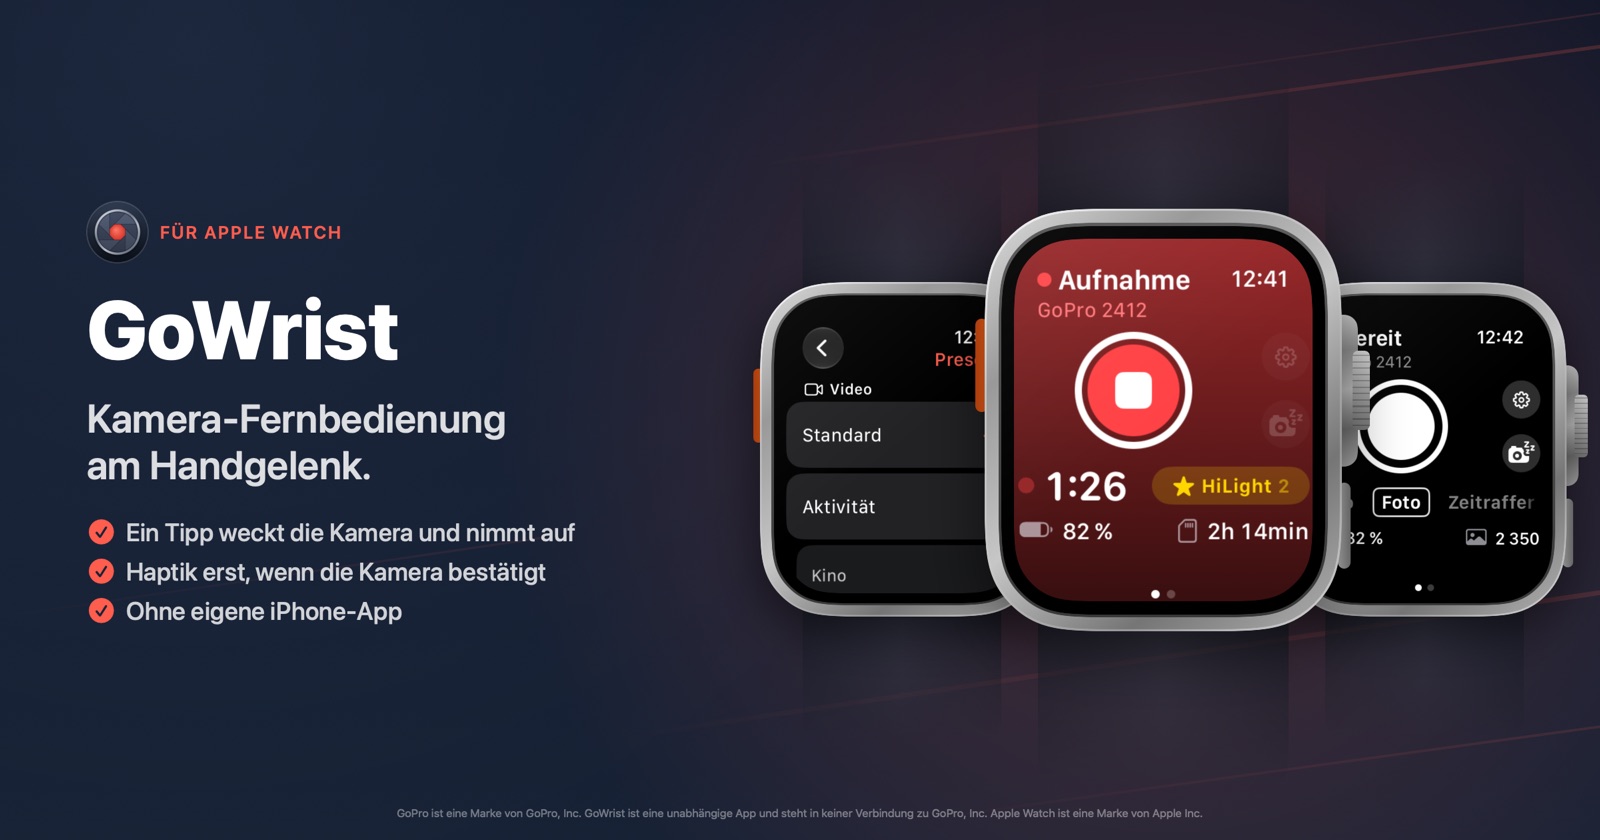 FÜR APPLE WATCH
GoWrist
Kamera-Fernbedienung
am Handgelenk.
Ein Tipp weckt die Kamera und nimmt auf
Haptik erst, wenn die Kamera bestätigt
Ohne eigene iPhone-App
Video
Standard
Aktivität
Kino
Aufnahme 12:41
GoPro 2412
1:26 HiLight 2
82 % 2h 14min
12:42
2412
Foto Zeitraffer
2 350
GoPro ist eine Marke von GoPro, Inc. GoWrist ist eine unabhängige App und steht in keiner Verbindung zu GoPro, Inc. Apple Watch ist eine Marke von Apple Inc.